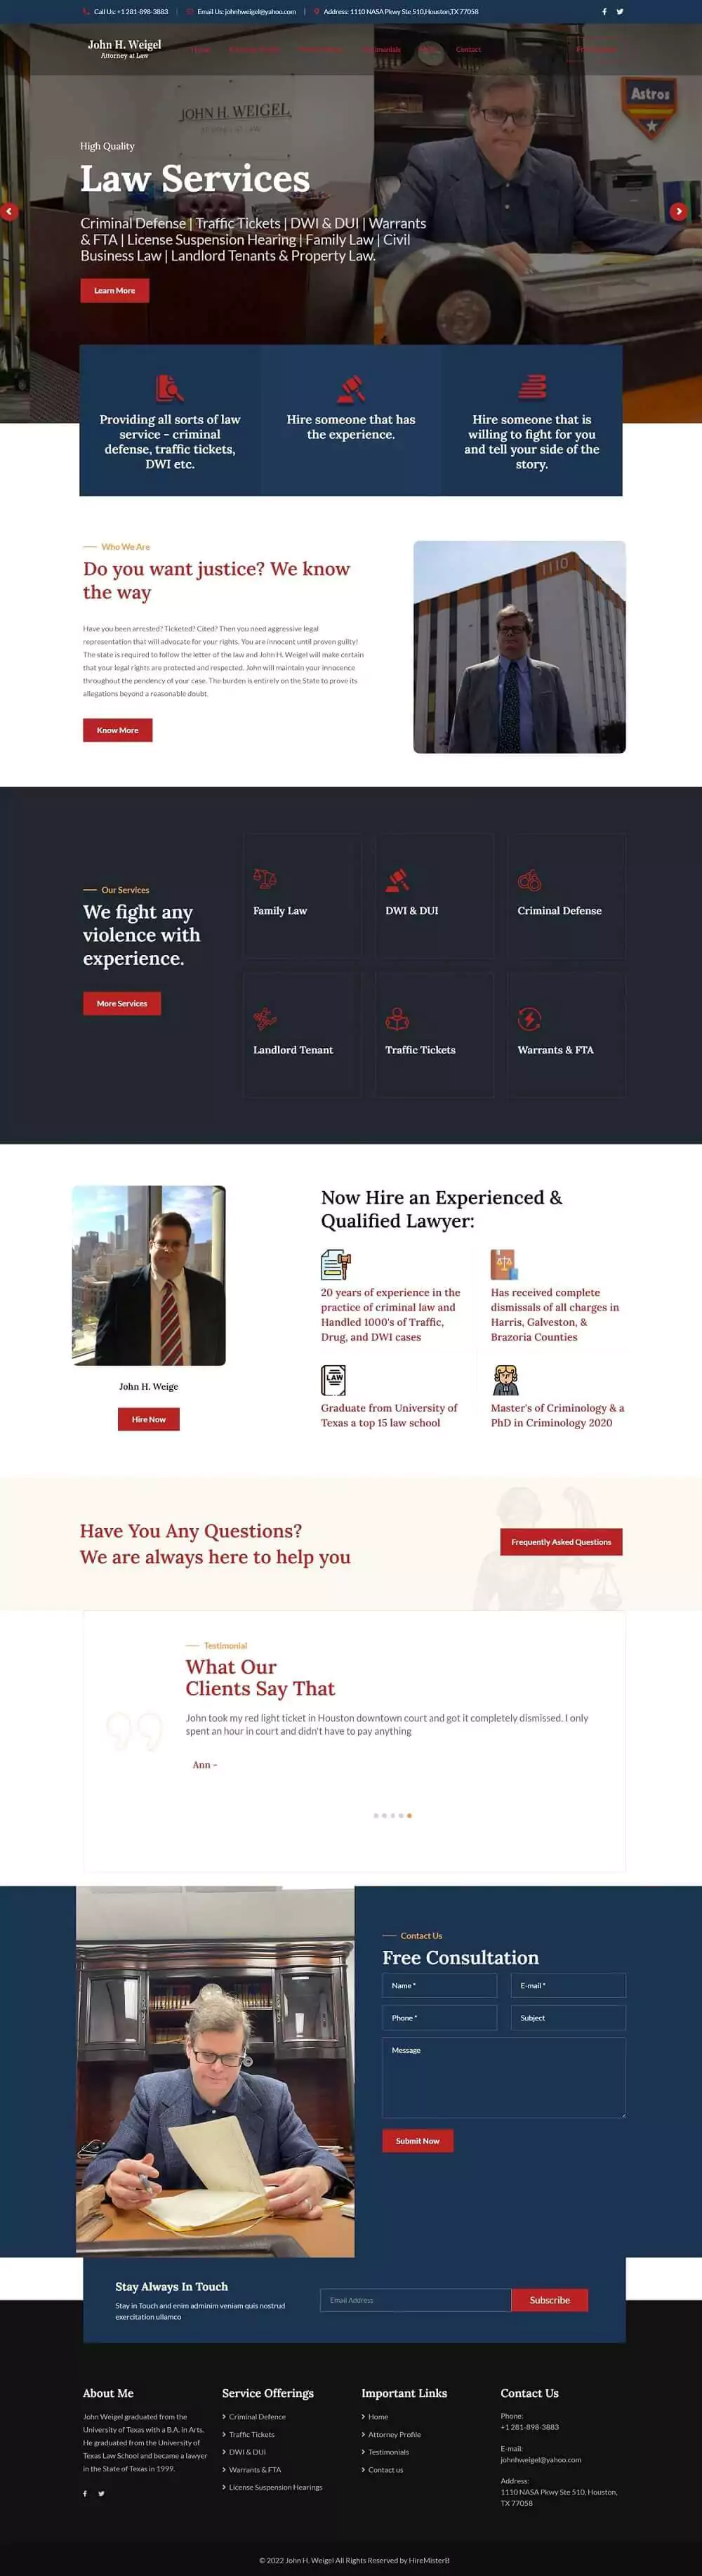 Call Us: +1 281-898-3883 | Email Us: johnhweigel@yahoo.com | Address: 1110 NASA Pkwy Ste 510,Houston,TX 77058
John H. Weigel
Attorney at Law
Home
Contact
JOHN H. WEIGEL
Astros
High Quality
Law Services
Criminal Defense | Traffic Tickets | DWI & DUI | Warrants
& FTA | License Suspension Hearing | Family Law | Civil
Business Law | Landlord Tenants & Property Law.
Learn More
Providing all sorts of law
service - criminal
defense, traffic tickets,
DWI etc.
Hire someone that has
the experience.
Hire someone that is
willing to fight for you
and tell your side of the
story.
Who We Are
Do you want justice? We know
the way
Have you been arrested? Ticketed? Cited? Then you need aggressive legal
representation that will advocate for your rights. You are innocent until proven guilty!
The state is required to follow the letter of the law and John H. Weigel will make certain
that your legal rights are protected and respected. John will maintain your innocence
throughout the pendency of your case. The burden is entirely on the State to prove its
allegations beyond a reasonable doubt.
Know More
1110
Our Services
We fight any
violence with
experience.
More Services
Family Law
DWI & DUI
Criminal Defense
Landlord Tenant
Traffic Tickets
Warrants & FTA
John H. Weige
Hire Now
Now Hire an Experienced &
Qualified Lawyer:
20 years of experience in the
practice of criminal law and
Handled 1000's of Traffic,
Drug, and DWI cases
Has received complete
dismissals of all charges in
Harris, Galveston, &
Brazoria Counties
LAW
Graduate from University of
Texas a top 15 law school
Master's of Criminology & a
PhD in Criminology 2020
Have You Any Questions?
We are always here to help you
Frequently Asked Questions
Testimonial
What Our
Clients Say That
John took my red light ticket in Houston downtown court and got it completely dismissed. I only
spent an hour in court and didn't have to pay anything
Ann -
Contact Us
Free Consultation
Name *
E-mail *
Phone *
Subject
Message
Submit Now
Stay Always In Touch
Stay in Touch and enim adminim veniam quis nostrud
exercitation ullamco
Email Address
Subscribe
About Me
John Weigel graduated from the
University of Texas with a B.A. in Arts.
He graduated from the University of
Texas Law School and became a lawyer
in the State of Texas in 1999.
Service Offerings
Criminal Defence
Traffic Tickets
DWI & DUI
Warrants & FTA
License Suspension Hearings
Important Links
Home
Attorney Profile
Testimonials
Contact us
Contact Us
Phone:
+1 281-898-3883
E-mail:
johnhweigel@yahoo.com
Address:
1110 NASA Pkwy Ste 510, Houston,
TX 77058
© 2022 John H. Weigel All Rights Reserved by HireMisterB